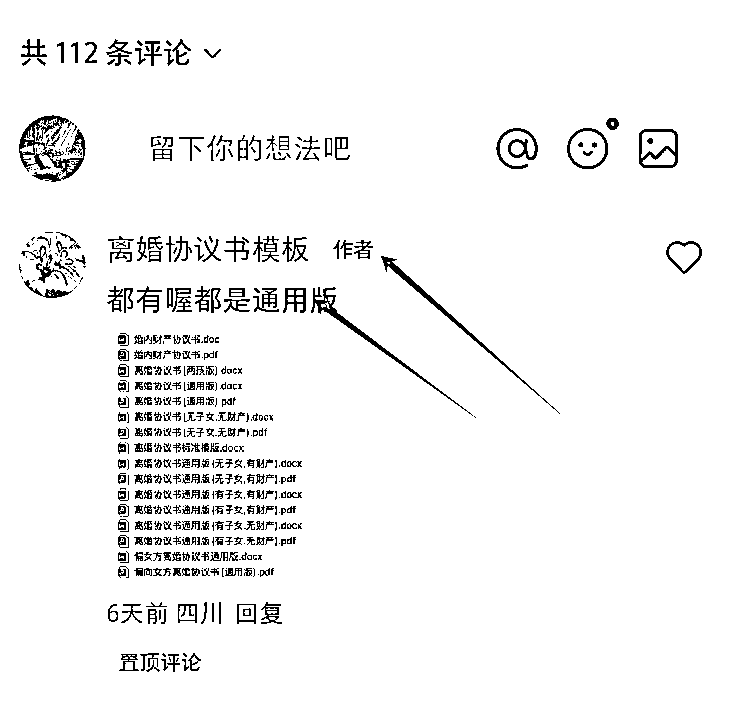 共 112 条评论
留下你的想法吧
离婚协议书模板 作者
都有喔都是通用版
婚内财产协议书.doc
婚内财产协议书.pdf
离婚协议书 (两孩版) .docx
离婚协议书 (通用版) .docx
离婚协议书 (通用版) .pdf
离婚协议书 (无子女,无财产).docx
离婚协议书 (无子女,无财产).pdf
离婚协议书标准模版.docx
离婚协议书通用版 (无子女,有财产).docx
离婚协议书通用版 (无子女,有财产).pdf
离婚协议书通用版 (有子女,有财产).docx
离婚协议书通用版 (有子女,有财产).pdf
离婚协议书通用版 (有子女,无财产).docx
离婚协议书通用版 (有子女,无财产).pdf
偏女方离婚协议书通用版.docx
偏向女方离婚协议书 (通用版) .pdf
6天前 四川 回复
置顶评论